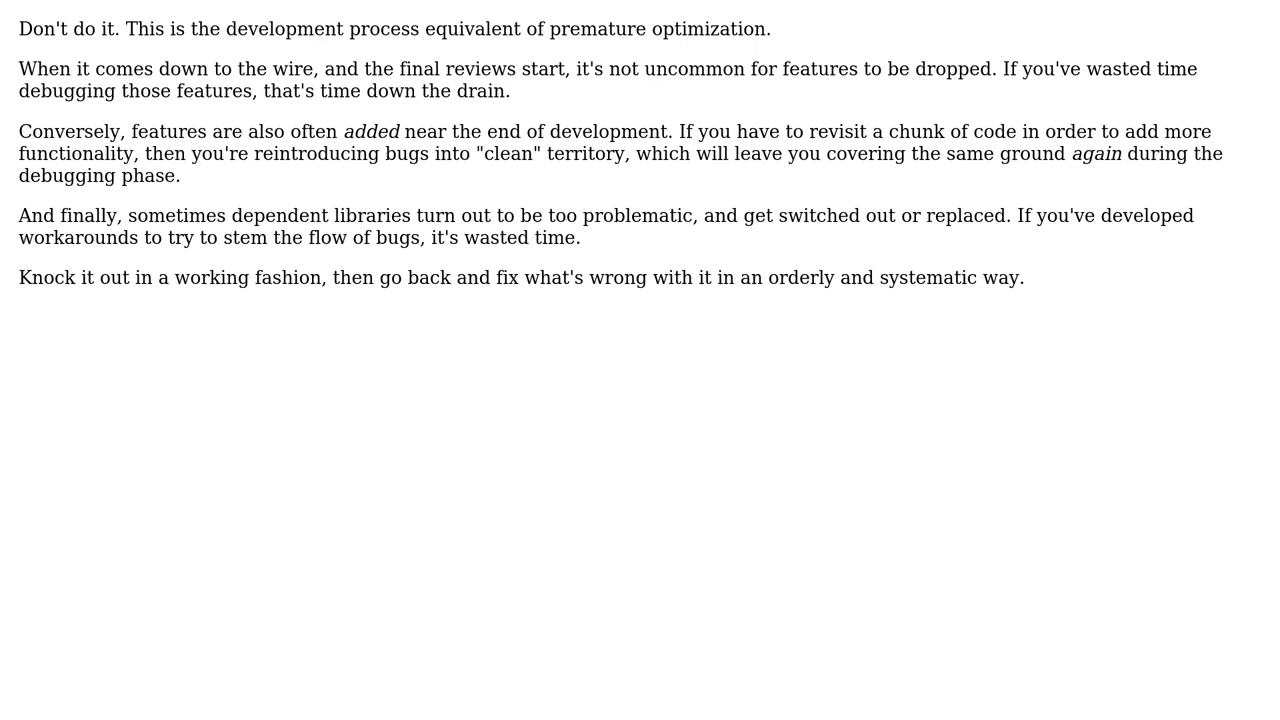 Don't do it. This is the development process equivalent of premature optimization.
When it comes down to the wire, and the final reviews start, it's not uncommon for features to be dropped. If you've wasted time
debugging those features, that's time down the drain.
Conversely, features are also often added near the end of development. If you have to revisit a chunk of code in order to add more
functionality, then you're reintroducing bugs into "clean" territory, which will leave you covering the same ground again during the
debugging phase.
And finally, sometimes dependent libraries turn out to be too problematic, and get switched out or replaced. If you've developed
workarounds to try to stem the flow of bugs, it's wasted time.
Knock it out in a working fashion, then go back and fix what's wrong with it in an orderly and systematic way.